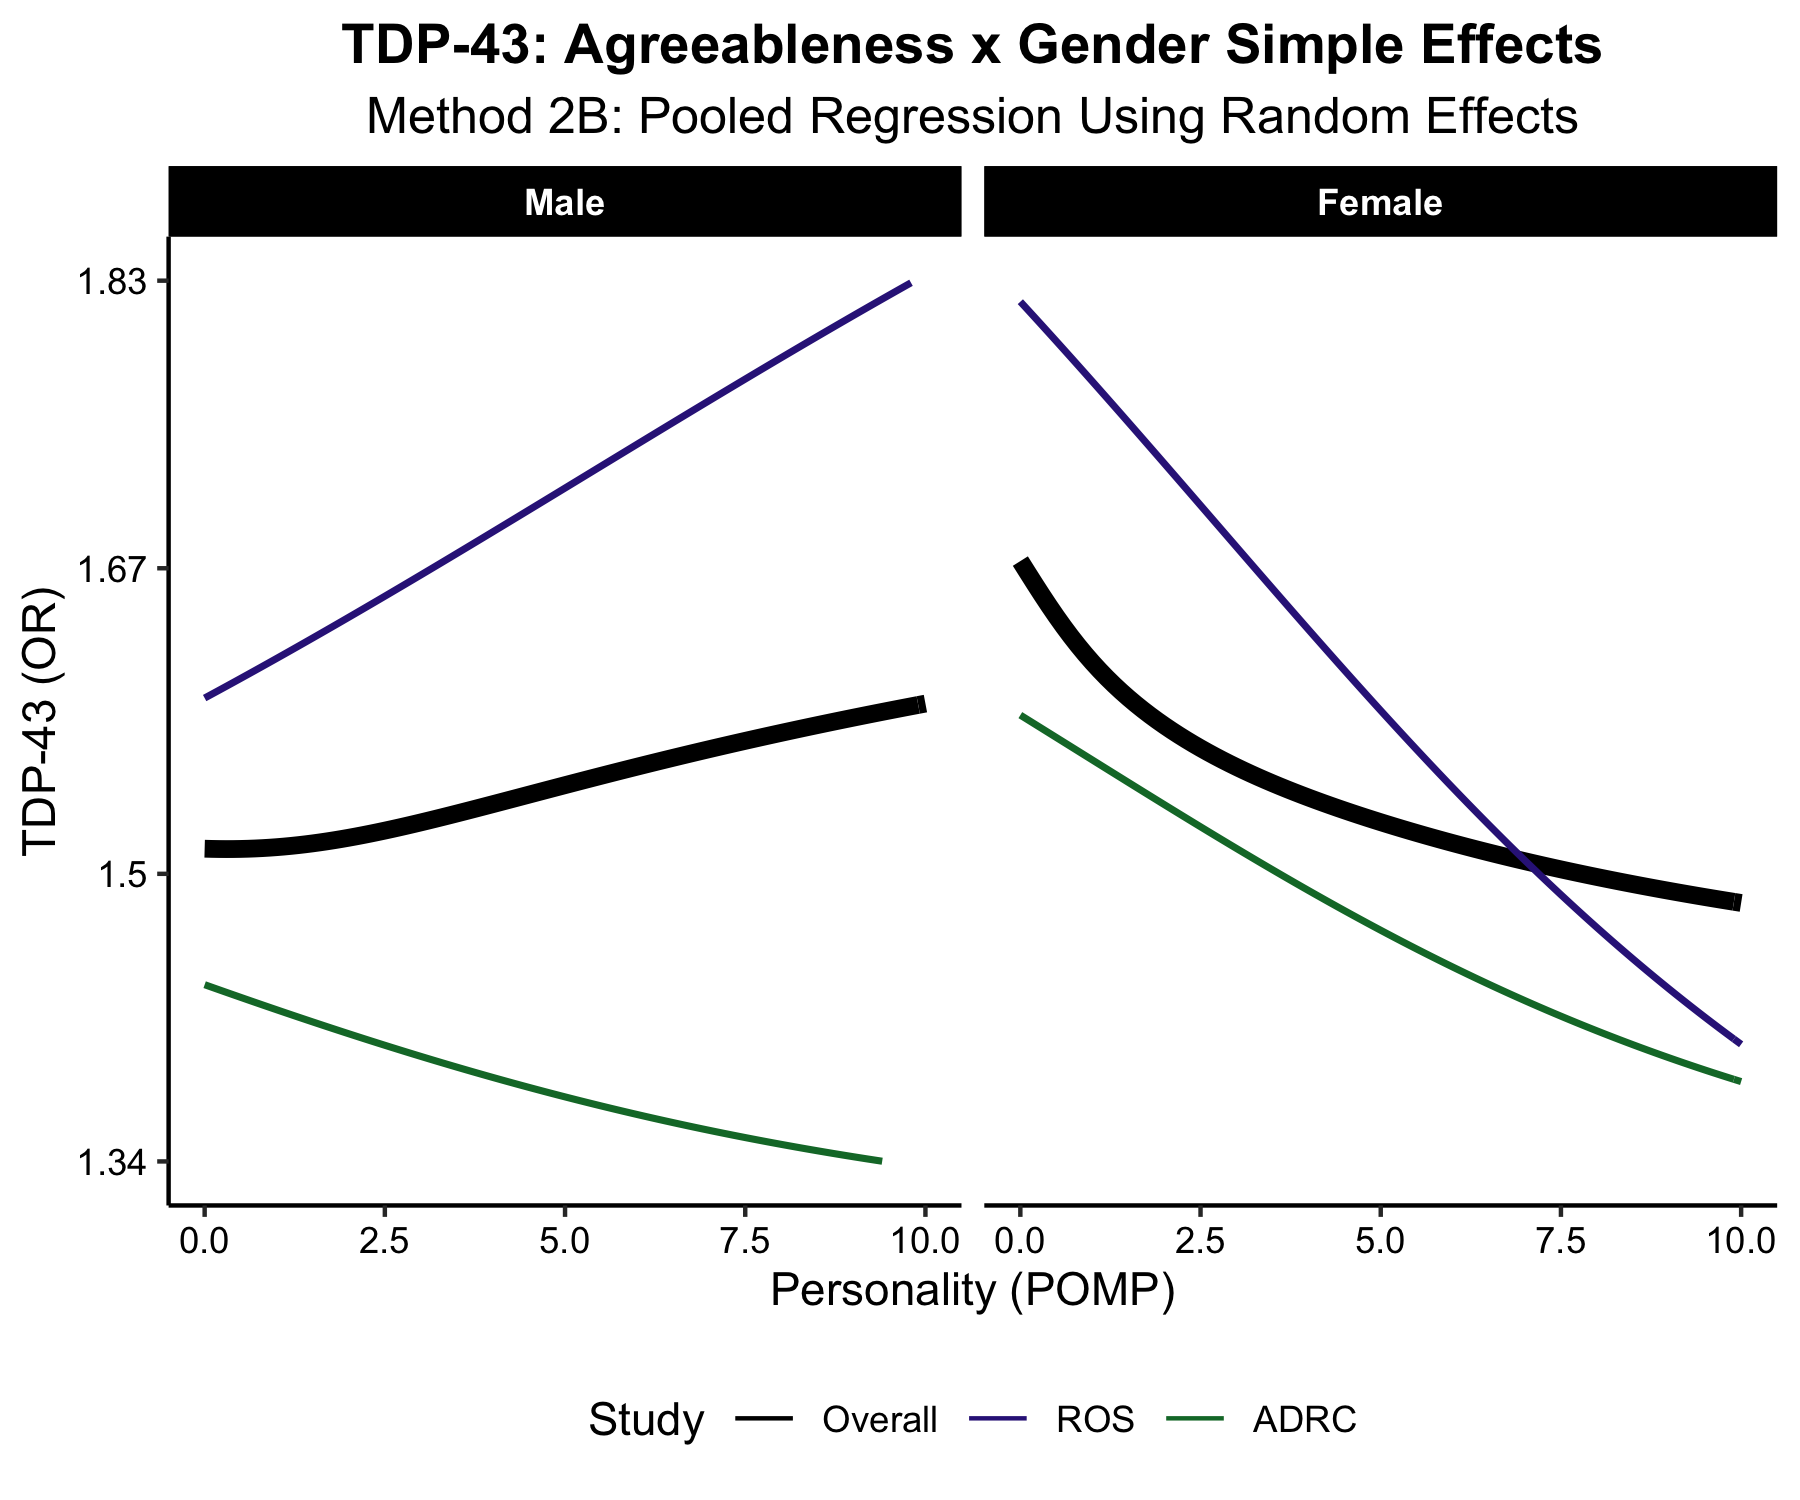 TDP-43: Agreeableness x Gender Simple Effects
Method 2B: Pooled Regression Using Random Effects
Male
Female
TDP-43 (OR)
1.83
1.67
1.5
1.34
0.0 2.5 5.0 7.5 10.0
0.0 2.5 5.0 7.5 10.0
Personality (POMP)
Study Overall ROS ADRC